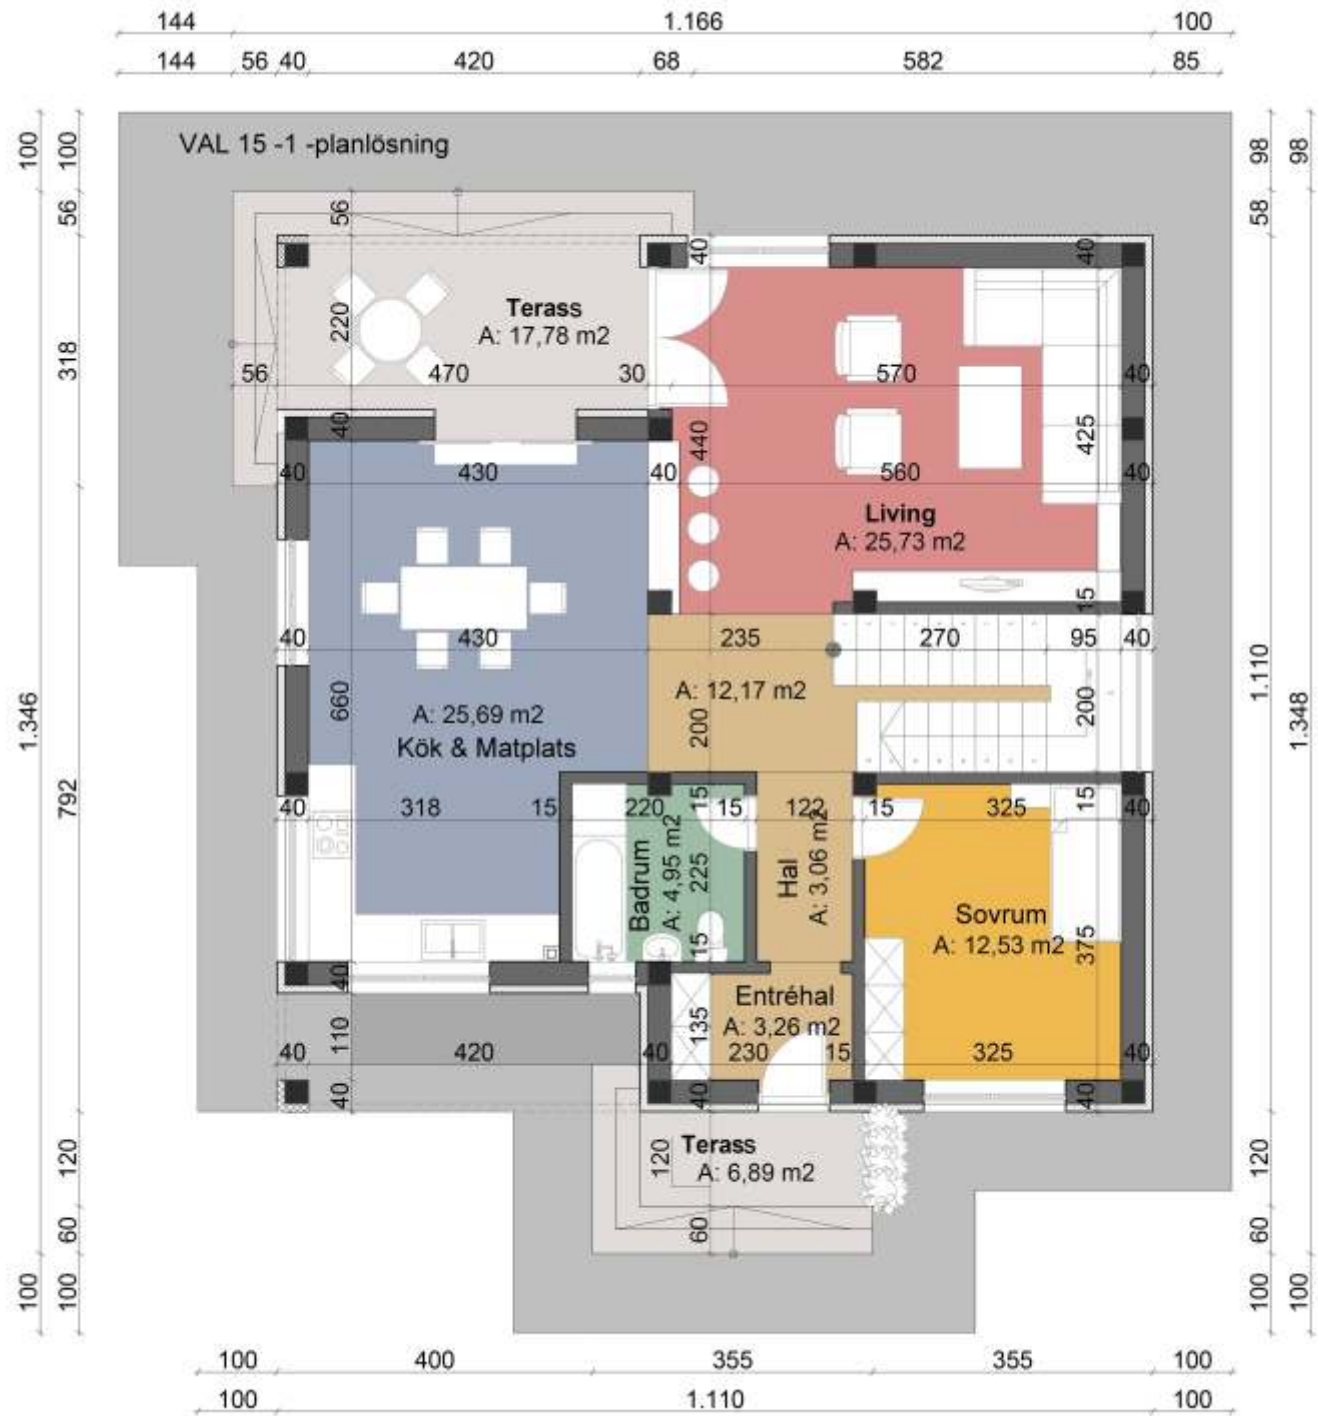 144 1.166 100
144 56 40 420 68 582 85
VAL 15 -1 -planlösning
100 100 98 98
56 56 58
40 40
Terass
A: 17,78 m2
220
318
56 470 30 570 40
40 440 425
40 430 40 560 40
Living
A: 25,73 m2
15
40 430 235 270 95 40
1.346 660 A: 12,17 m2 200 200 1.110 1.348
A: 25,69 m2
Kök & Matplats
792
40 318 15 220 15 15 122 15 325 15 40
Badrum
A: 4,95 m2
225
Hal
A: 3,06 m2
Sovrum
A: 12,53 m2
375
15
40
Entréhal
A: 3,26 m2
110 135
40 420 40 230 15 325 40
40 40 40
Terass
A: 6,89 m2
120 120 120
60 60 60
100 100 100 100
100 400 355 355 100
100 1.110 100